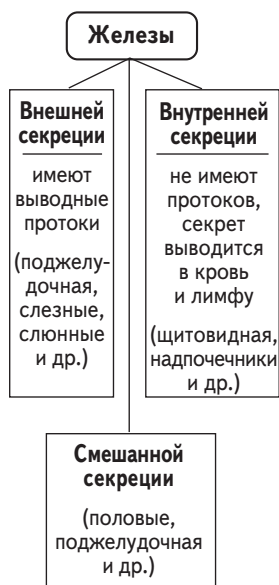 Железы
Внешней
секреции
имеют
выводные
протоки
(поджелу-
дочная,
слезные,
слюнные
и др.)
Внутренней
секреции
не имеют
протоков,
секрет
выводится
в кровь
и лимфу
(щитовидная,
надпочечники
и др.)
Смешанной
секреции
(половые,
поджелудочная
и др.)